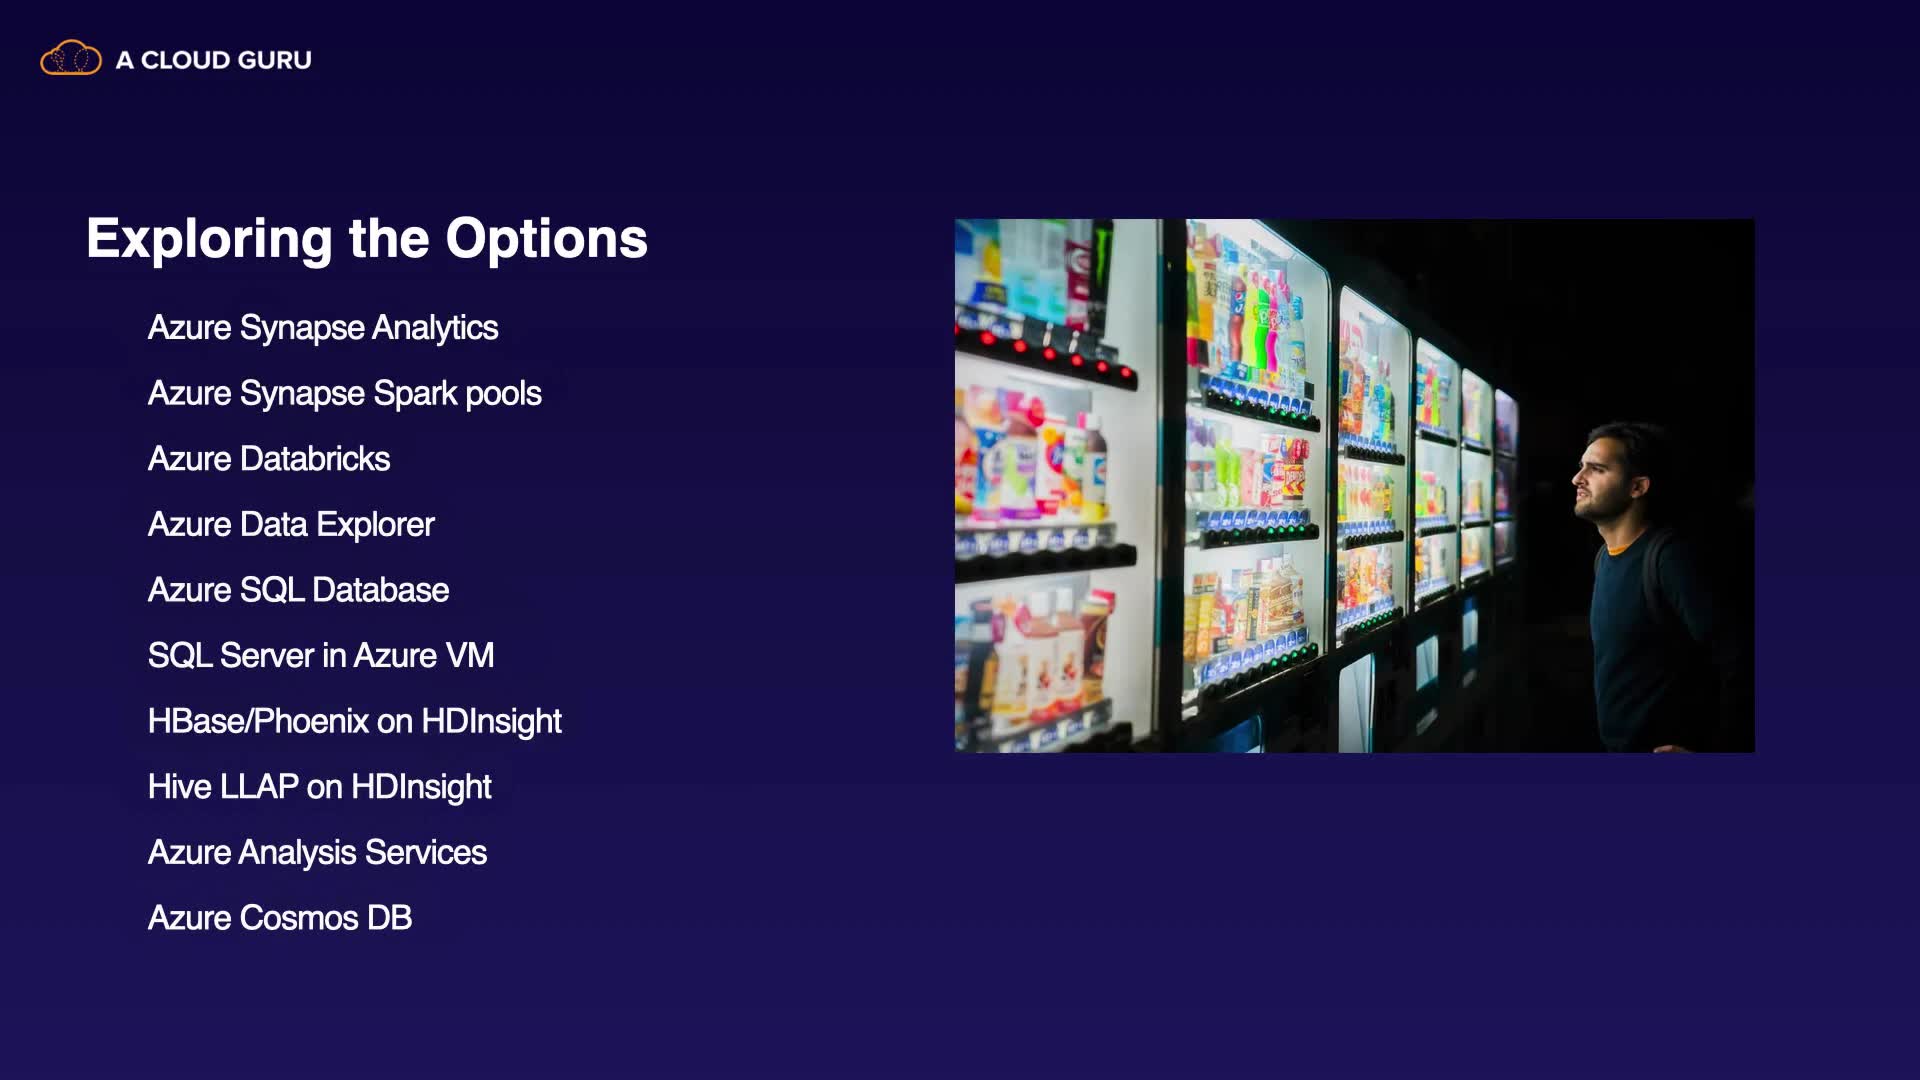 A CLOUD GURU
Exploring the Options
Azure Synapse Analytics
Azure Synapse Spark pools
Azure Databricks
Azure Data Explorer
Azure SQL Database
SQL Server in Azure VM
HBase/Phoenix on HDInsight
Hive LLAP on HDInsight
Azure Analysis Services
Azure Cosmos DB